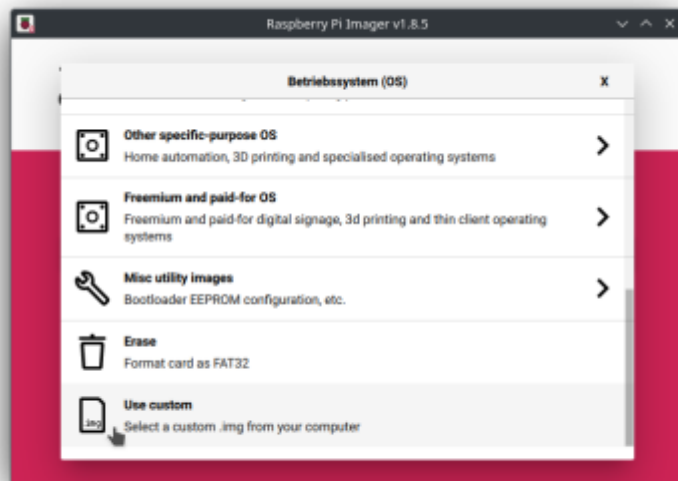 Raspberry Pi Imager v1.8.5
Betriebssystem (OS)
X
Other specific-purpose OS
Home automation, 3D printing and specialised operating systems
Freemium and paid-for OS
Freemium and paid-for digital signage, 3d printing and thin client operating
systems
Misc utility images
Bootloader EEPROM configuration, etc.
Erase
Format card as FAT32
Use custom
.img
Select a custom .img from your computer